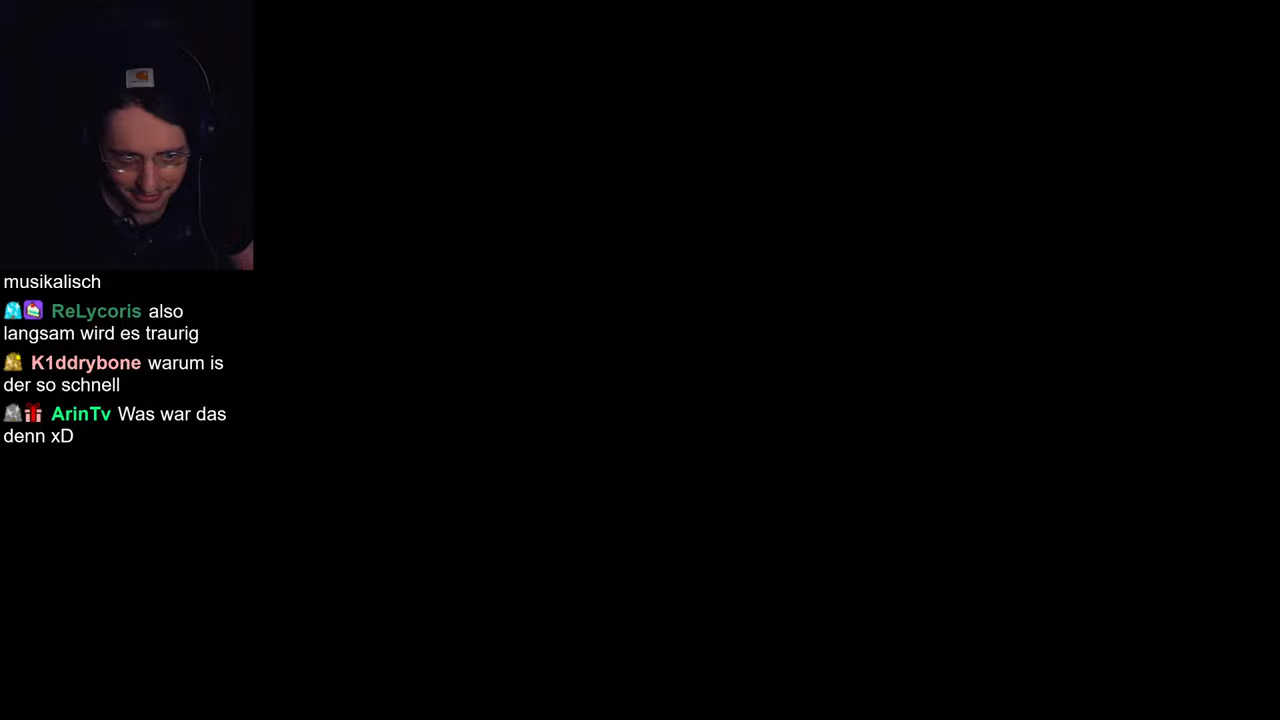 musikalisch
ReLycoris also
langsam wird es traurig
K1ddrybone warum is
der so schnell
ArinTv Was war das
denn xD